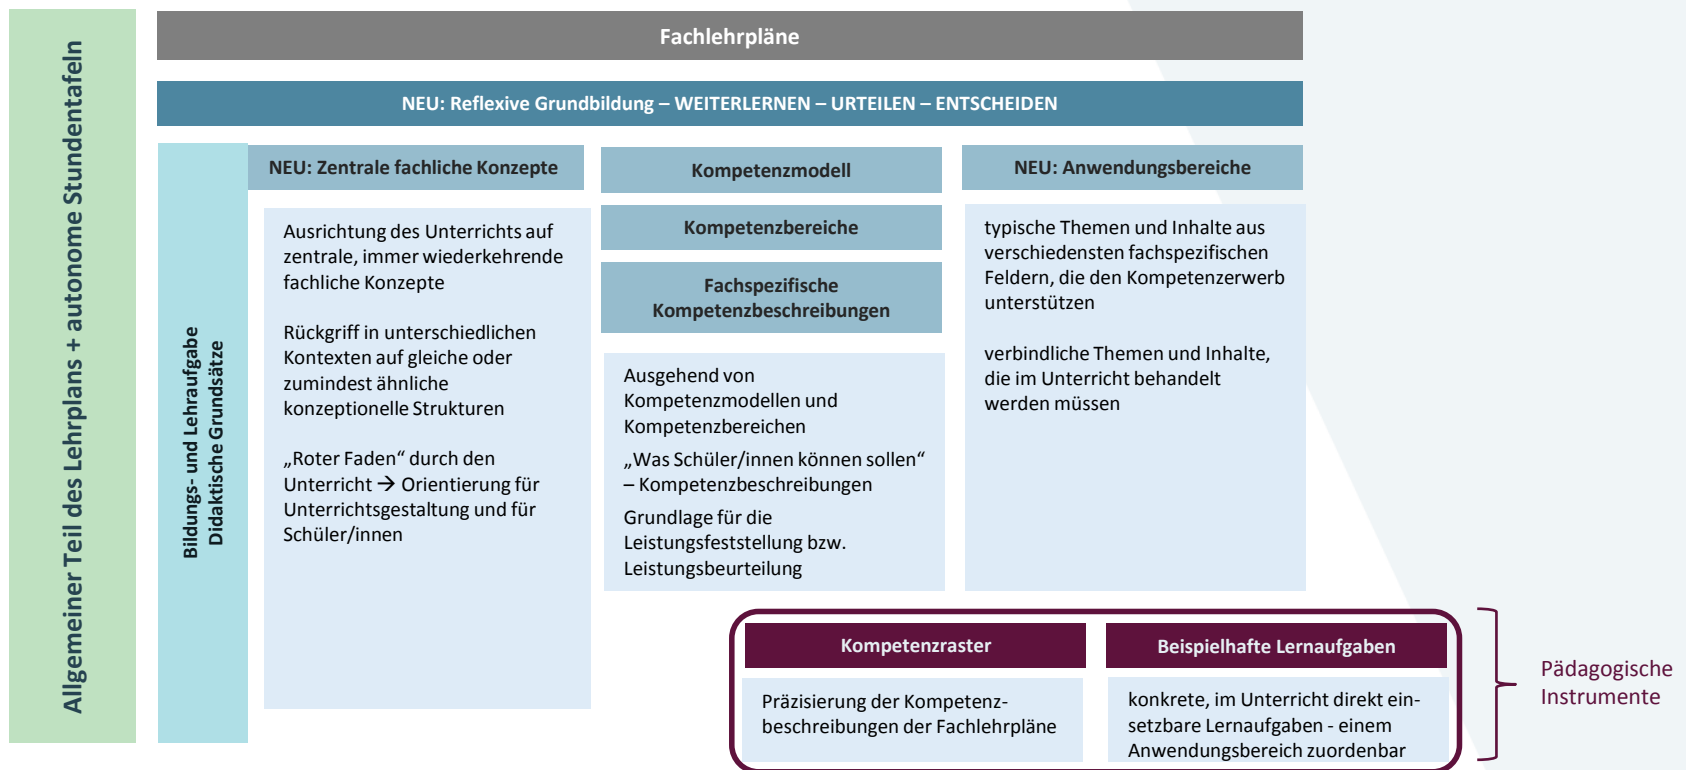 Allgemeiner Teil des Lehrplans + autonome Stundentafeln
Fachlehrpläne
NEU: Reflexive Grundbildung – WEITERLERNEN – URTEILEN – ENTSCHEIDEN
Bildungs- und Lehraufgabe
Didaktische Grundsätze
NEU: Zentrale fachliche Konzepte
Ausrichtung des Unterrichts auf
zentrale, immer wiederkehrende
fachliche Konzepte
Rückgriff in unterschiedlichen
Kontexten auf gleiche oder
zumindest ähnliche
konzeptionelle Strukturen
„Roter Faden“ durch den
Unterricht → Orientierung für
Unterrichtsgestaltung und für
Schüler/innen
Kompetenzmodell
Kompetenzbereiche
Fachspezifische
Kompetenzbeschreibungen
Ausgehend von
Kompetenzmodellen und
Kompetenzbereichen
„Was Schüler/innen können sollen“
– Kompetenzbeschreibungen
Grundlage für die
Leistungsfeststellung bzw.
Leistungsbeurteilung
NEU: Anwendungsbereiche
typische Themen und Inhalte aus
verschiedensten fachspezifischen
Feldern, die den Kompetenzerwerb
unterstützen
verbindliche Themen und Inhalte,
die im Unterricht behandelt
werden müssen
Kompetenzraster
Präzisierung der Kompetenz-
beschreibungen der Fachlehrpläne
Beispielhafte Lernaufgaben
konkrete, im Unterricht direkt ein-
setzbare Lernaufgaben - einem
Anwendungsbereich zuordenbar
Pädagogische
Instrumente